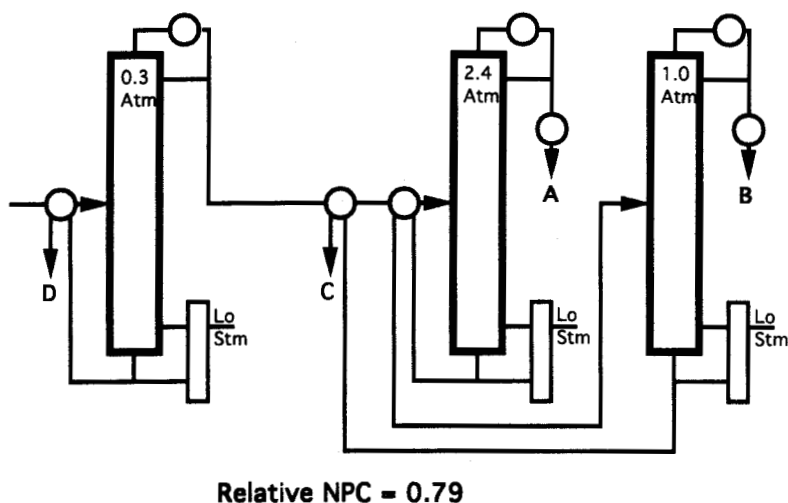 0.3
Atm
2.4
Atm
1.0
Atm
A
B
D
C
Lo
Stm
Lo
Stm
Lo
Stm
Relative NPC = 0.79